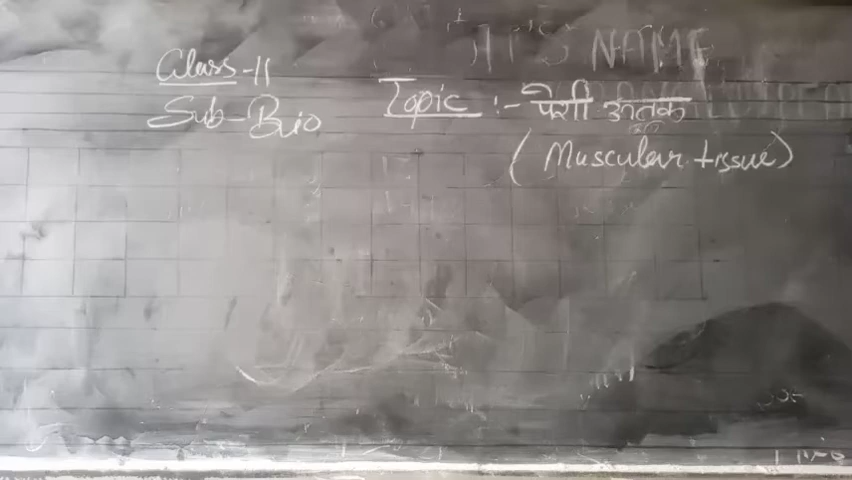 NAME
Class-11
Sub-Bio
Topic :- पेशी ऊतक
(Muscular tissue)